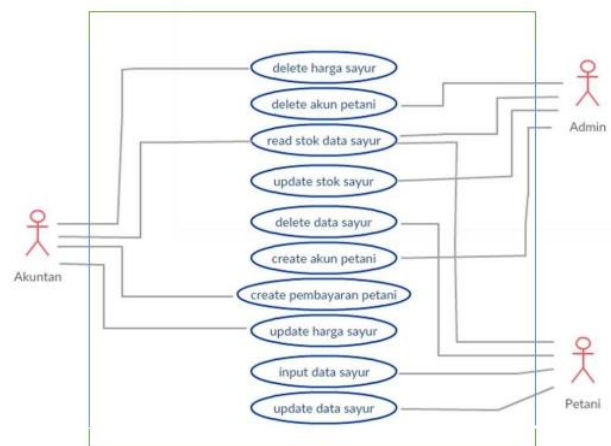 delete harga sayur
delete akun petani
Admin
read stok data sayur
update stok sayur
delete data sayur
create akun petani
Akuntan
create pembayaran petani
update harga sayur
input data sayur
Petani
update data sayur